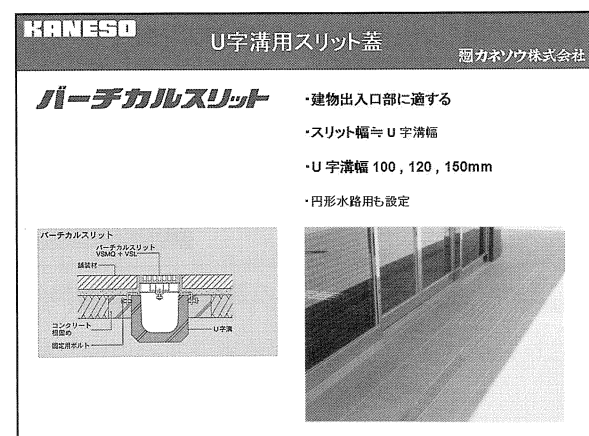 KANESO
U字溝用スリット蓋
カネソウ株式会社
バーチカルスリット
・建物出入口部に適する
・スリット幅≒U字溝幅
・U字溝幅 100 , 120 , 150mm
・円形水路用も設定
バーチカルスリット
バーチカルスリット
VSMQ + VSL
舗装材
コンクリート
根固め
固定用ボルト
U字溝